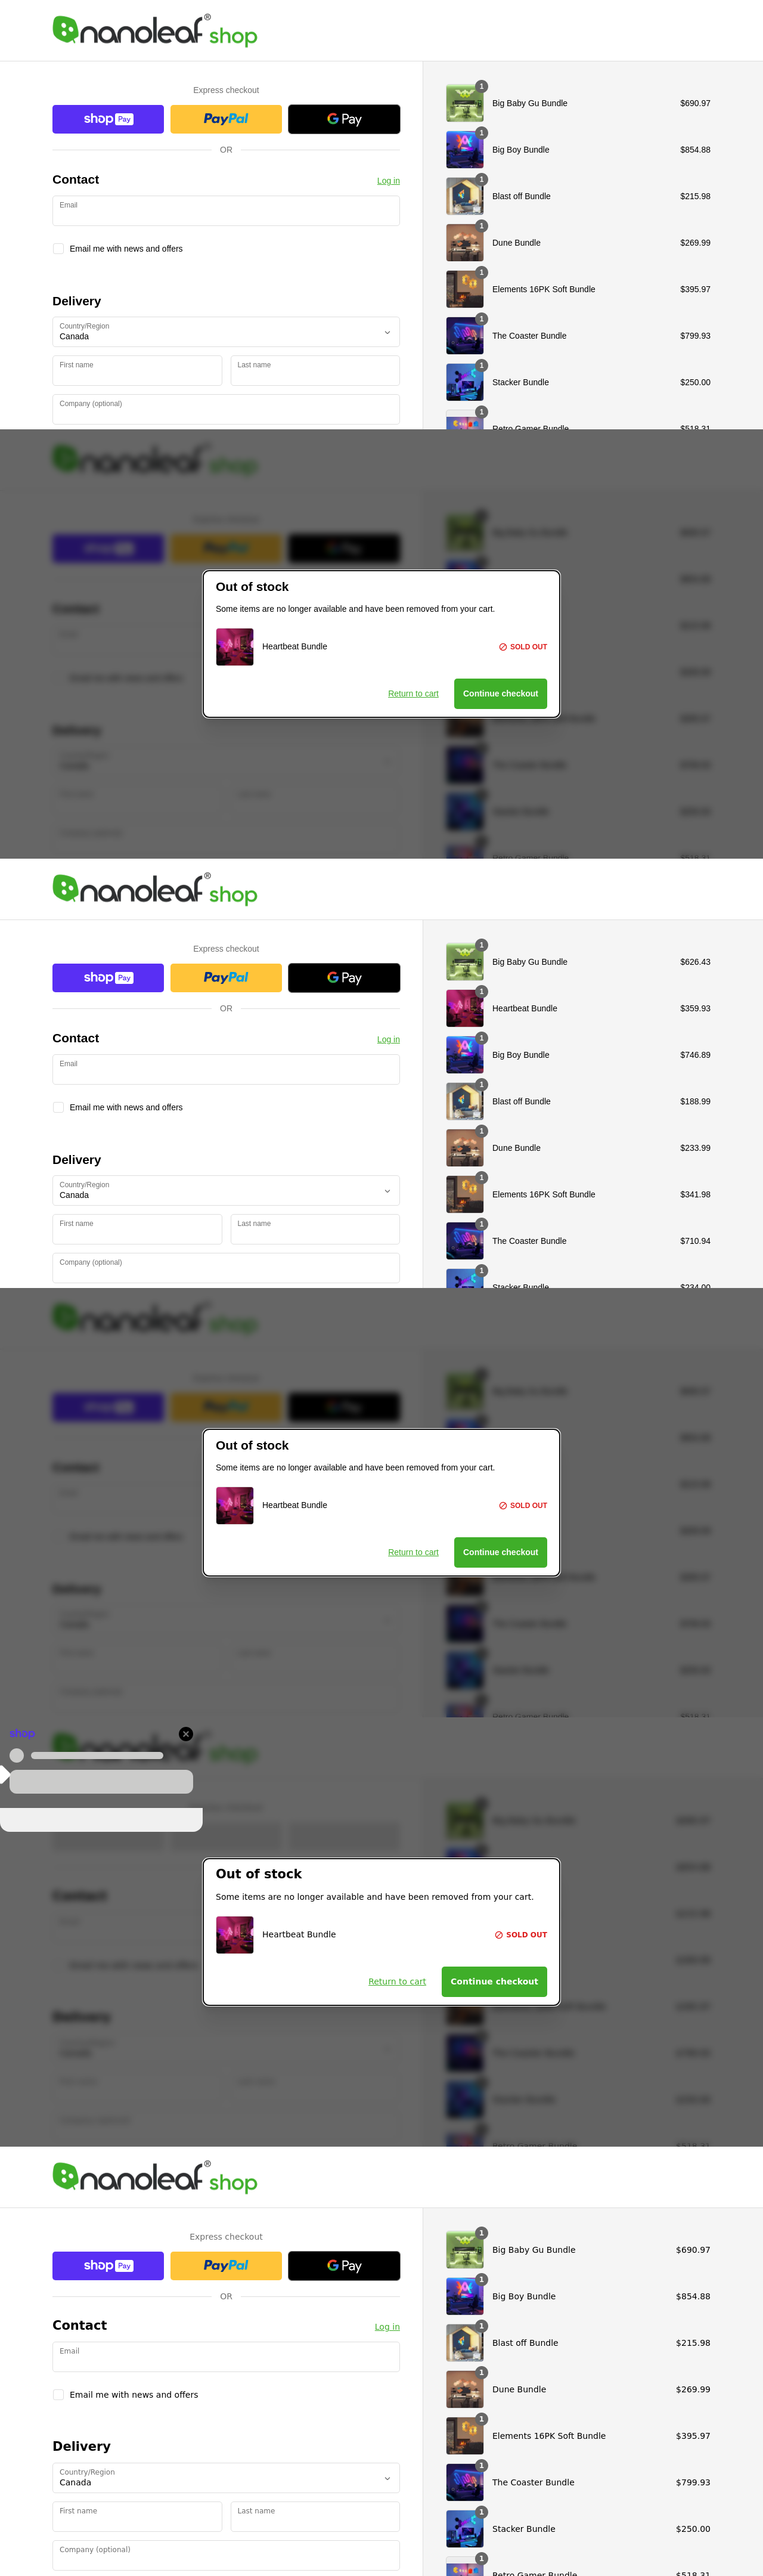 nanoleaf® shop
Express checkout
shop Pay
PayPal
G Pay
OR
Contact
Log in
Email
Email me with news and offers
Delivery
Country/Region
Canada
First name
Last name
Company (optional)
1
Big Baby Gu Bundle
$690.97
1
Big Boy Bundle
$854.88
1
Blast off Bundle
$215.98
1
Dune Bundle
$269.99
1
Elements 16PK Soft Bundle
$395.97
1
The Coaster Bundle
$799.93
1
Stacker Bundle
$250.00
1
Retro Gamer Bundle
$518.31
nanoleaf shop
Out of stock
Some items are no longer available and have been removed from your cart.
Heartbeat Bundle
SOLD OUT
Return to cart
Continue checkout
nanoleaf® shop
Express checkout
shop Pay
PayPal
G Pay
OR
Contact
Log in
Email
Email me with news and offers
Delivery
Country/Region
Canada
First name
Last name
Company (optional)
1
Big Baby Gu Bundle
$626.43
1
Heartbeat Bundle
$359.93
1
Big Boy Bundle
$746.89
1
Blast off Bundle
$188.99
1
Dune Bundle
$233.99
1
Elements 16PK Soft Bundle
$341.98
1
The Coaster Bundle
$710.94
1
Stacker Bundle
$234.00
nanoleaf shop
Out of stock
Some items are no longer available and have been removed from your cart.
Heartbeat Bundle
SOLD OUT
Return to cart
Continue checkout
shop
nanoleaf shop
Out of stock
Some items are no longer available and have been removed from your cart.
Heartbeat Bundle
SOLD OUT
Return to cart
Continue checkout
nanoleaf® shop
Express checkout
shop Pay
PayPal
G Pay
OR
Contact
Log in
Email
Email me with news and offers
Delivery
Country/Region
Canada
First name
Last name
Company (optional)
1
Big Baby Gu Bundle
$690.97
1
Big Boy Bundle
$854.88
1
Blast off Bundle
$215.98
1
Dune Bundle
$269.99
1
Elements 16PK Soft Bundle
$395.97
1
The Coaster Bundle
$799.93
1
Stacker Bundle
$250.00
1
Retro Gamer Bundle
$518.31